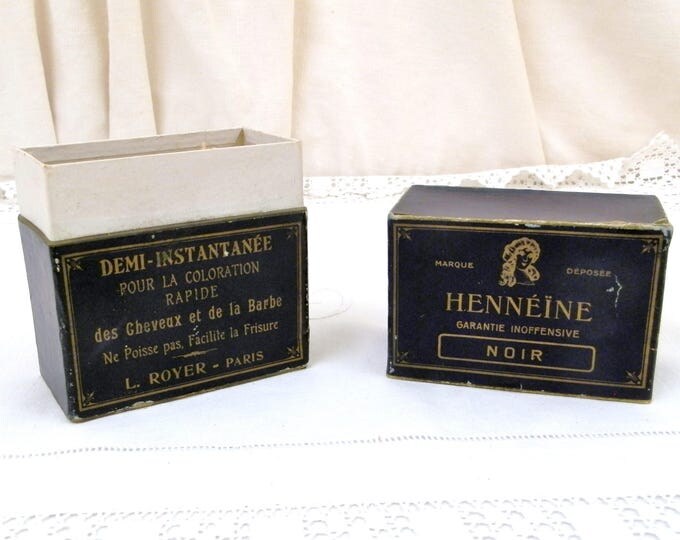 DEMI-INSTANTANÉE
POUR LA COLORATION
RAPIDE
des Cheveux et de la Barbe
Ne Poisse pas, Facilite la Frisure
L. ROYER - PARIS
MARQUE DÉPOSÉE
HENNÉÏNE
GARANTIE INOFFENSIVE
NOIR